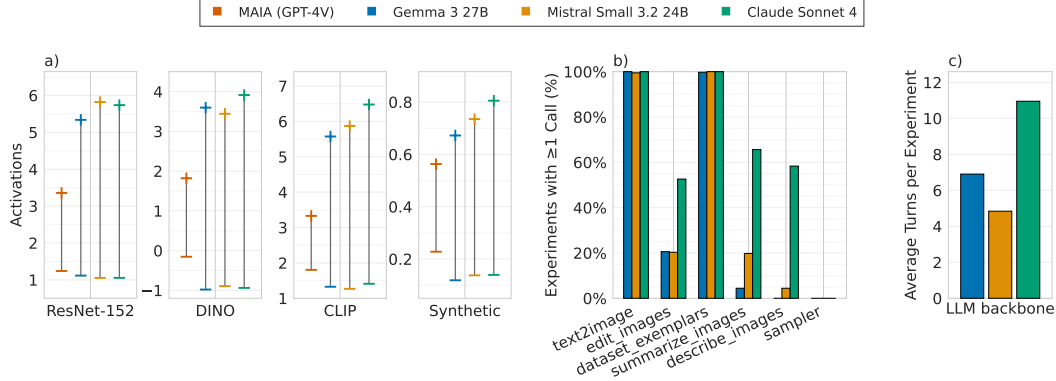 MAIA (GPT-4V) Gemma 3 27B Mistral Small 3.2 24B Claude Sonnet 4
a)
Activations
6
5
4
3
2
1
ResNet-152
4
3
2
1
0
−1
DINO
7
6
5
4
3
2
1
CLIP
0.8
0.6
0.4
0.2
Synthetic
b)
Experiments with ≥1 Call (%)
100%
80%
60%
40%
20%
0%
text2image
edit_images
dataset_exemplars
summarize_images
describe_images
sampler
c)
Average Turns per Experiment
12
10
8
6
4
2
0
LLM backbone